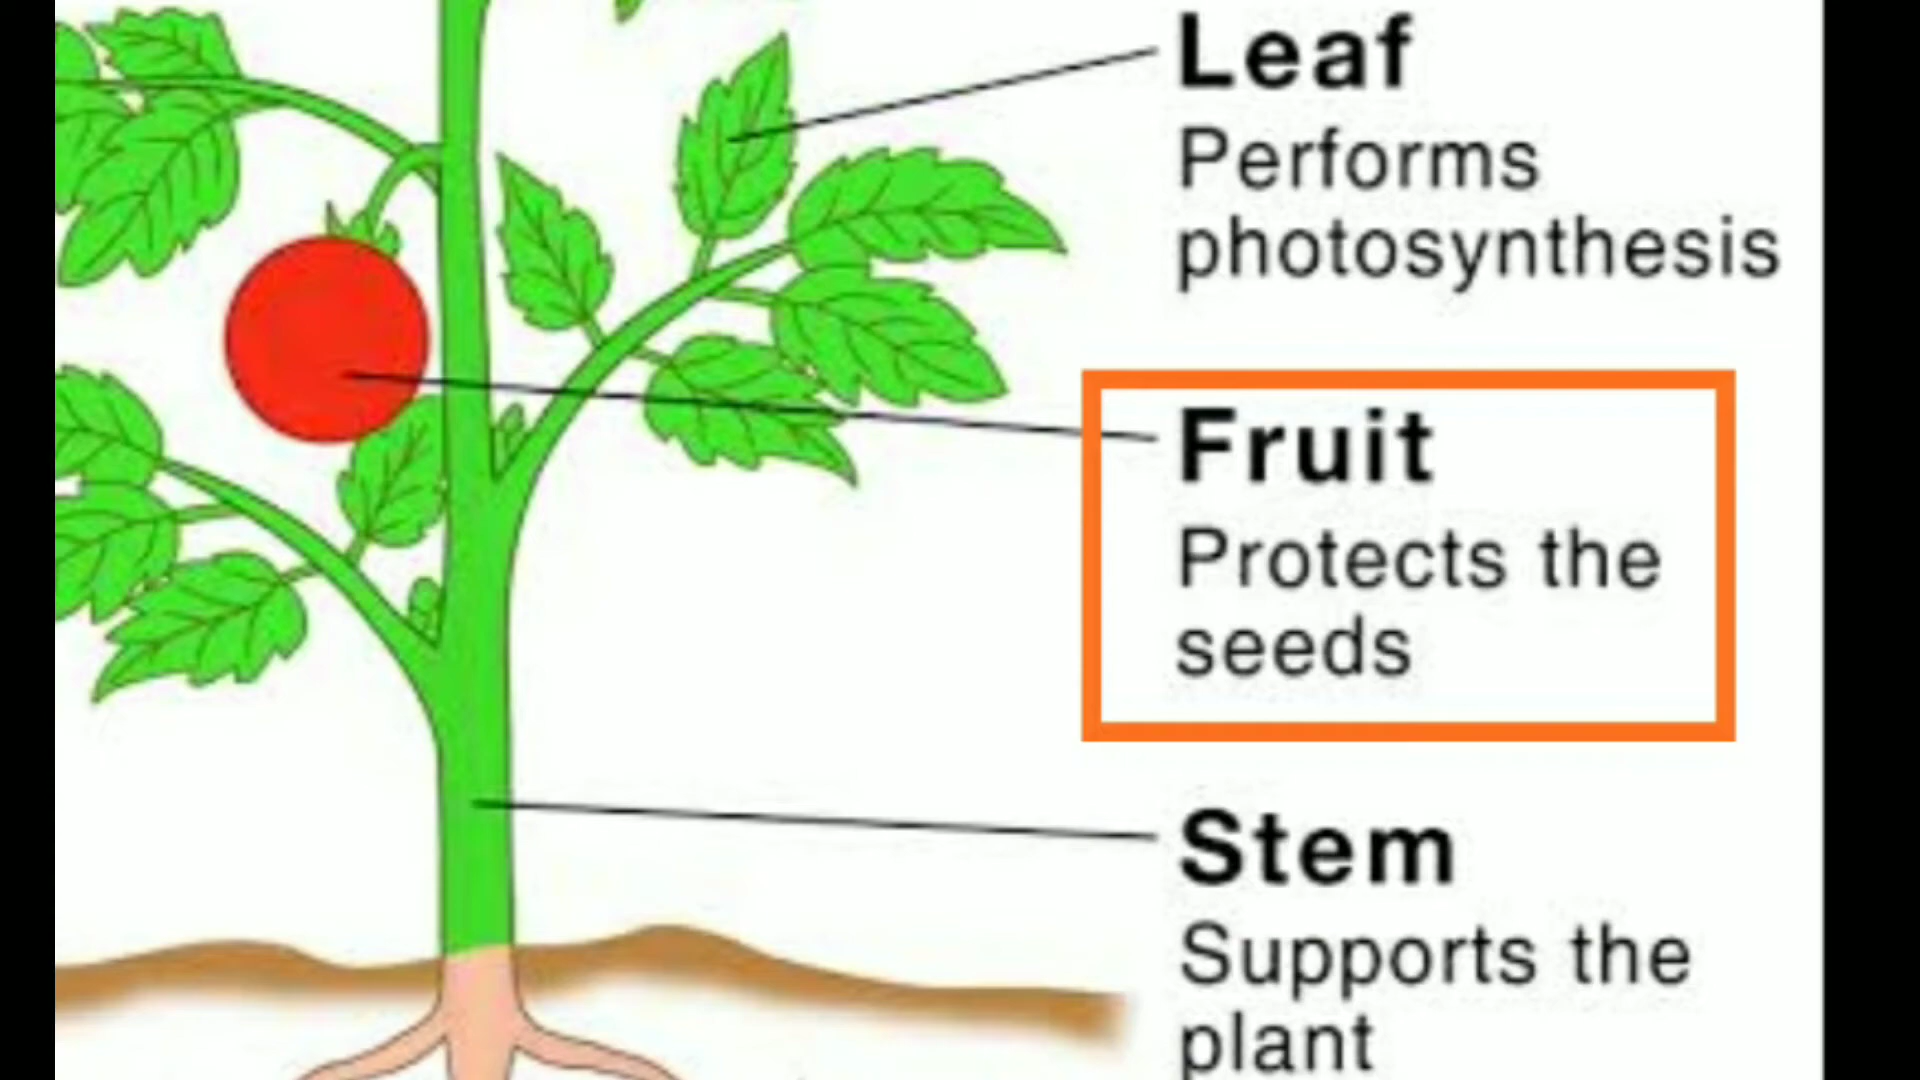 Leaf
Performs
photosynthesis
Fruit
Protects the
seeds
Stem
Supports the
plant